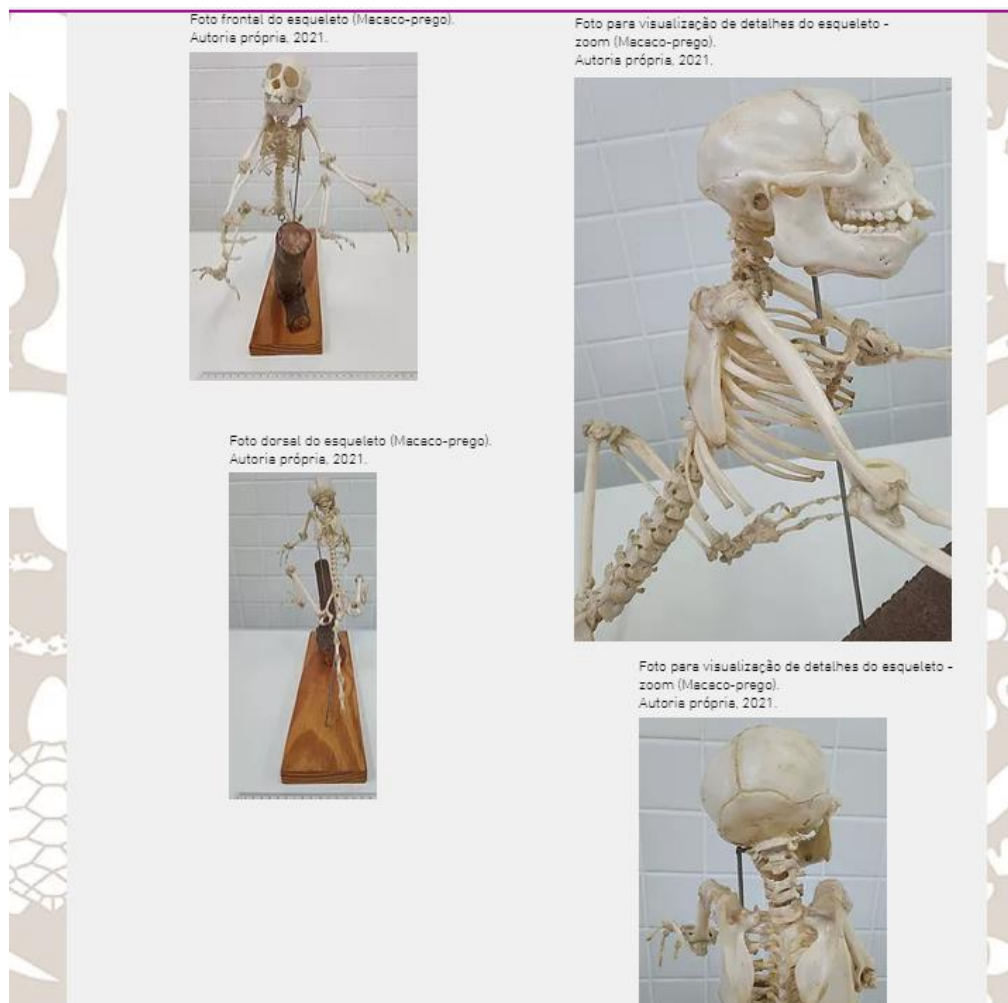 Foto frontal do esqueleto (Macaco-prego).
Autoria própria, 2021.
Foto dorsal do esqueleto (Macaco-prego).
Autoria própria, 2021.
Foto para visualização de detalhes do esqueleto -
zoom (Macaco-prego).
Autoria própria, 2021.
Foto para visualização de detalhes do esqueleto -
zoom (Macaco-prego).
Autoria própria, 2021.